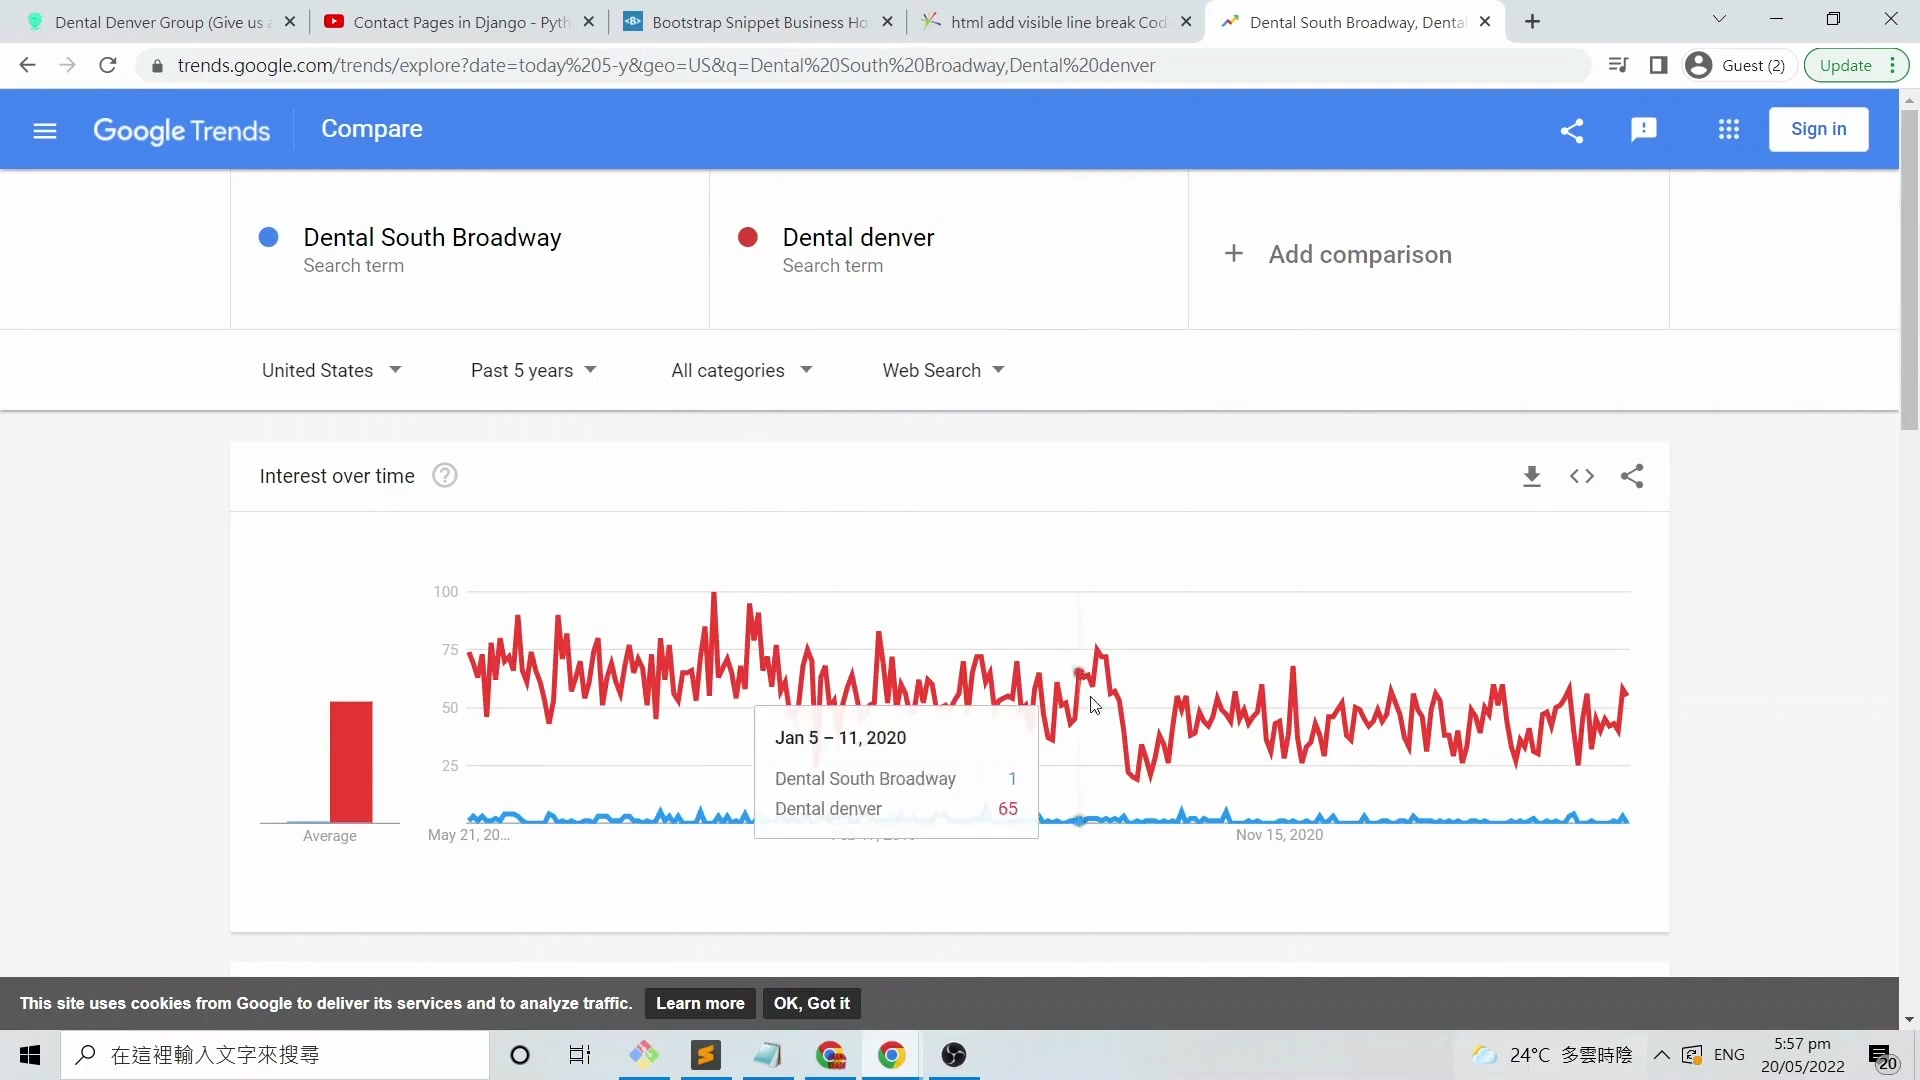 Dental Denver Group (Give us a
Contact Pages in Django - Pyth
Bootstrap Snippet Business Ho
html add visible line break Cod
Dental South Broadway, Dental
trends.google.com/trends/explore?date=today%205-y&geo=US&q=Dental%20South%20Broadway,Dental%20denver
Guest (2)
Update
Google Trends
Compare
Sign in
Dental South Broadway
Search term
Dental denver
Search term
+ Add comparison
United States
Past 5 years
All categories
Web Search
Interest over time
100
75
50
25
Jan 5 – 11, 2020
Dental South Broadway 1
Dental denver 65
Average
May 21, 20...
Nov 15, 2020
This site uses cookies from Google to deliver its services and to analyze traffic.
Learn more
OK, Got it
在這裡輸入文字來搜尋
24°C 多雲時陰
ENG
5:57 pm
20/05/2022
20